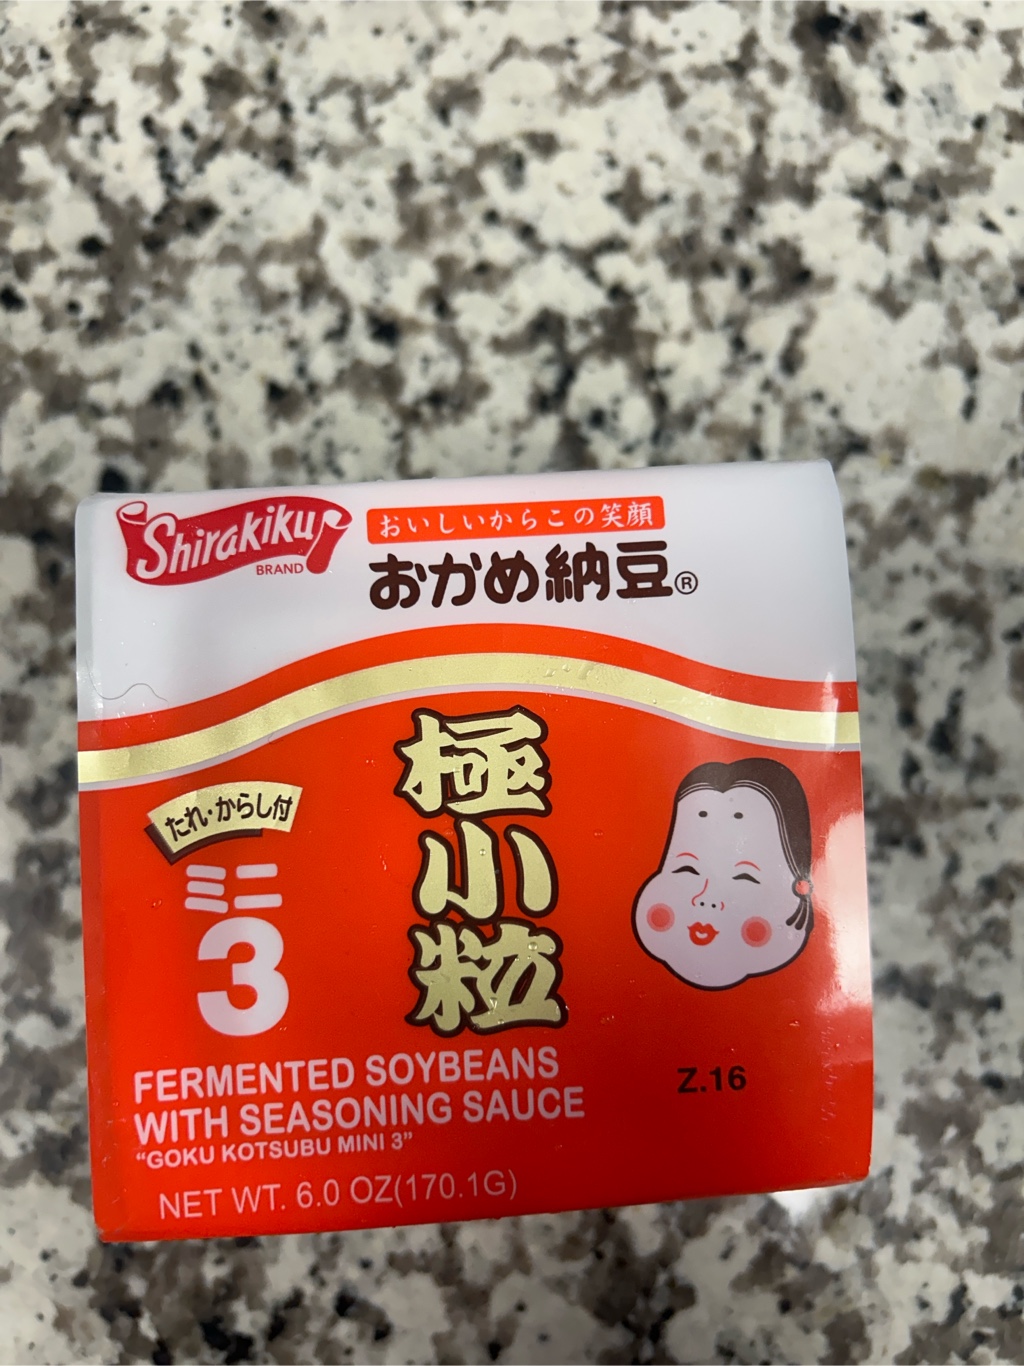 Shirakiku
BRAND
おいしいからこの笑顔
おかめ納豆®
極小粒
たれ・からし付
ミニ
3
FERMENTED SOYBEANS
WITH SEASONING SAUCE
“GOKU KOTSUBU MINI 3”
NET WT. 6.0 OZ(170.1G)
Z.16